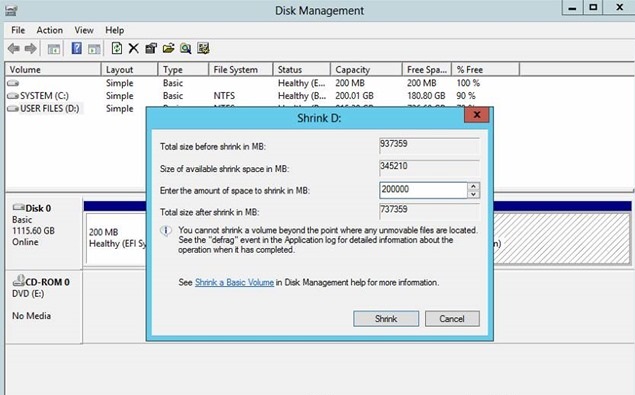 Disk Management
File Action View Help
Volume Layout Type File System Status Capacity Free Spa... % Free
Simple Basic Healthy (E... 200 MB 200 MB 100 %
SYSTEM (C:) Simple Basic NTFS Healthy (B... 200.01 GB 180.80 GB 90 %
USER FILES (D:) Simple Basic NTFS
Shrink D:
Total size before shrink in MB: 937359
Size of available shrink space in MB: 345210
Enter the amount of space to shrink in MB: 200000
Total size after shrink in MB: 737359
You cannot shrink a volume beyond the point where any unmovable files are located.
See the "defrag" event in the Application log for detailed information about the
operation when it has completed.
See Shrink a Basic Volume in Disk Management help for more information.
Shrink Cancel
Disk 0
Basic
1115.60 GB
Online
200 MB
Healthy (EFI Sy
CD-ROM 0
DVD (E:)
No Media